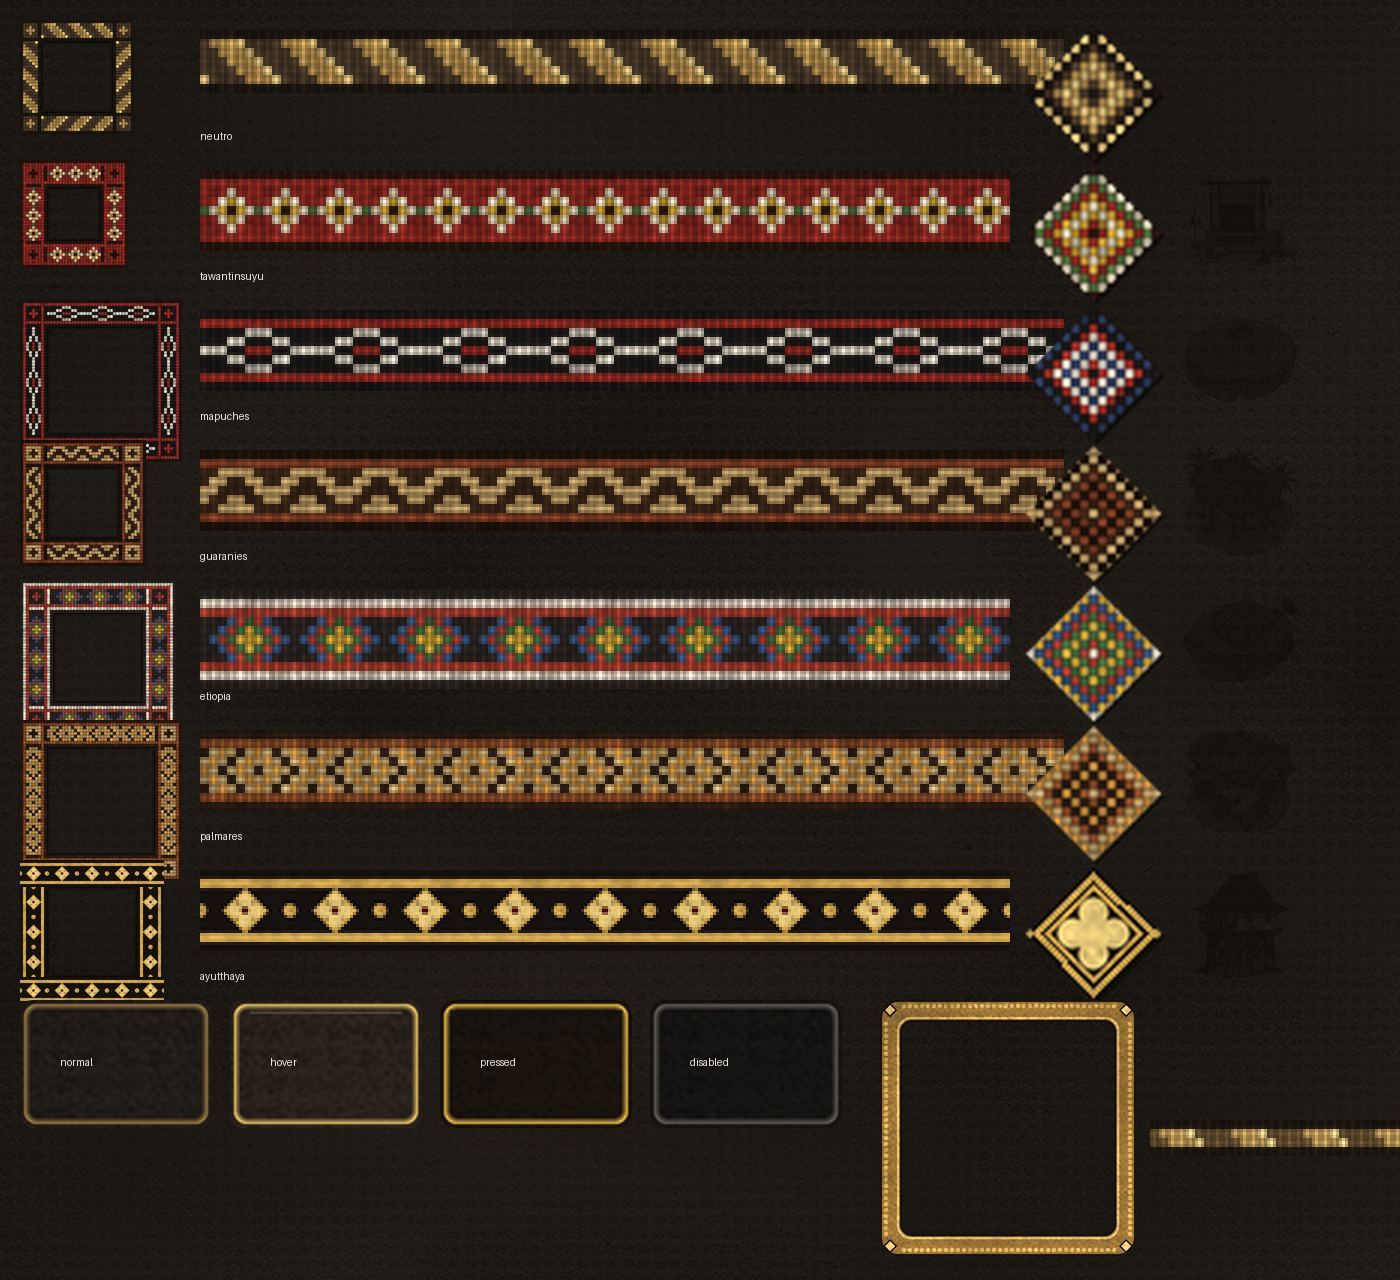 neutro
tawantinsuyu
mapuches
guaranies
etiopia
palmares
ayutthaya
normal
hover
pressed
disabled